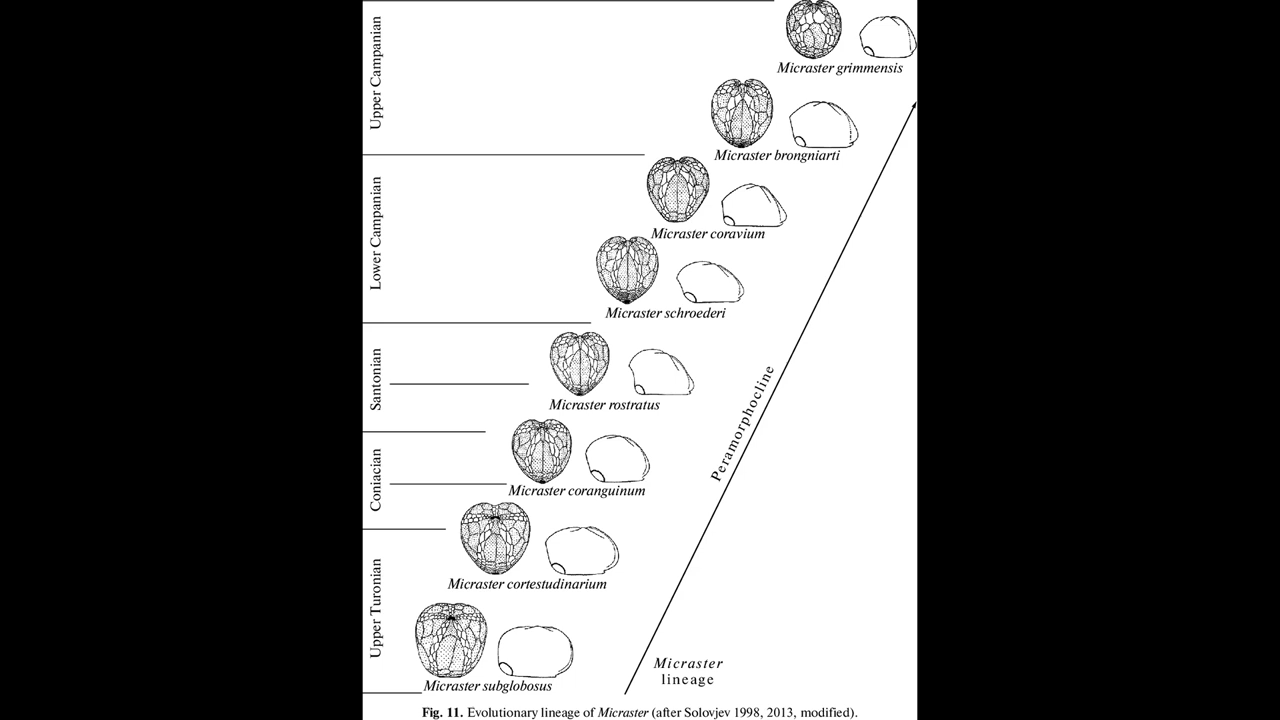 Upper Campanian
Micraster grimmensis
Micraster brongniarti
Lower Campanian
Micraster coravium
Micraster schroederi
Santonian
Micraster rostratus
Peramorphocline
Coniacian
Micraster coranguinum
Micraster cortestudinarium
Upper Turonian
Micraster
lineage
Micraster subglobosus
Fig. 11. Evolutionary lineage of Micraster (after Solovjev 1998, 2013, modified).